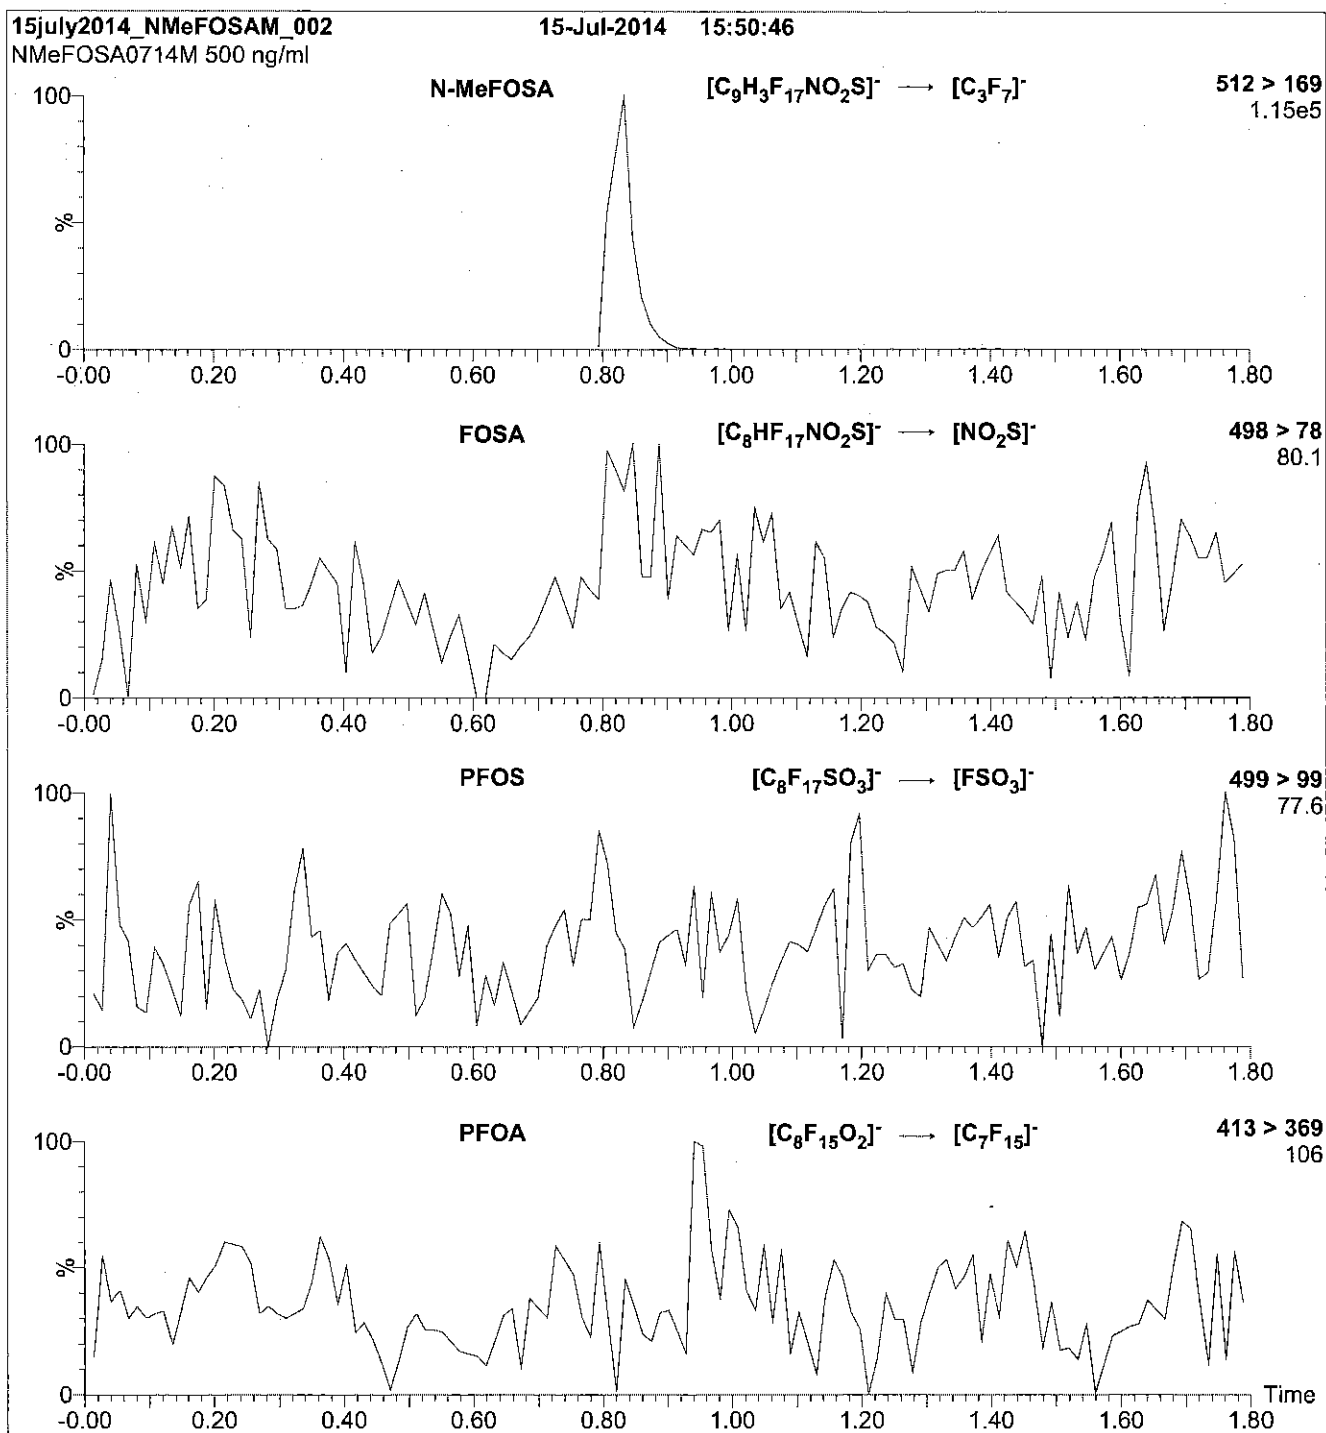 15july2014_NMeFOSAM_002 15-Jul-2014 15:50:46
NMeFOSA0714M 500 ng/ml
N-MeFOSA [C₉H₃F₁₇NO₂S]⁻ → [C₃F₇]⁻ 512 > 169
1.15e5
100
%
0
-0.00 0.20 0.40 0.60 0.80 1.00 1.20 1.40 1.60 1.80
FOSA [C₈HF₁₇NO₂S]⁻ → [NO₂S]⁻ 498 > 78
80.1
100
%
0
-0.00 0.20 0.40 0.60 0.80 1.00 1.20 1.40 1.60 1.80
PFOS [C₈F₁₇SO₃]⁻ → [FSO₃]⁻ 499 > 99
77.6
100
%
0
-0.00 0.20 0.40 0.60 0.80 1.00 1.20 1.40 1.60 1.80
PFOA [C₈F₁₅O₂]⁻ → [C₇F₁₅]⁻ 413 > 369
106
100
%
0
Time
-0.00 0.20 0.40 0.60 0.80 1.00 1.20 1.40 1.60 1.80